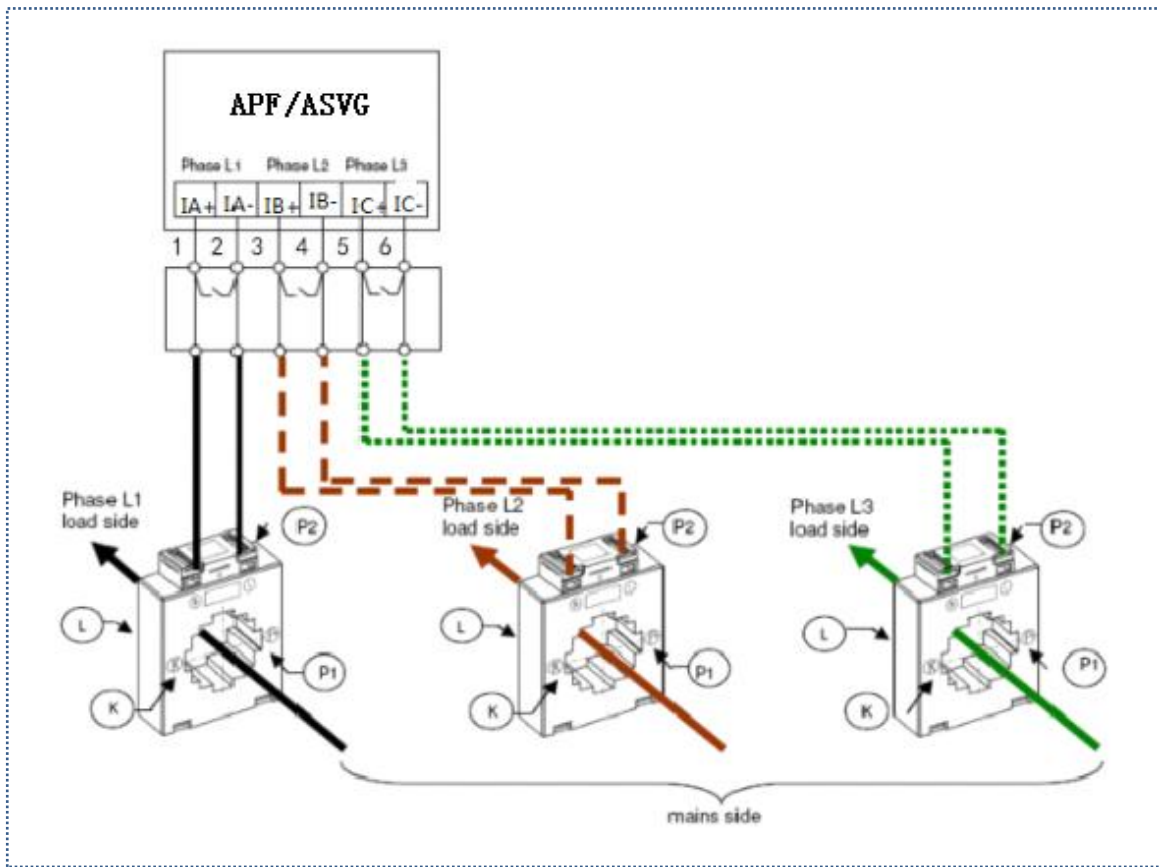 APF/ASVG
Phase L1 Phase L2 Phase L3
IA+ IA- IB+ IB- IC+ IC-
1 2 3 4 5 6
Phase L1
load side
P2
L
K
P1
Phase L2
load side
P2
L
K
P1
Phase L3
load side
P2
L
K
P1
mains side